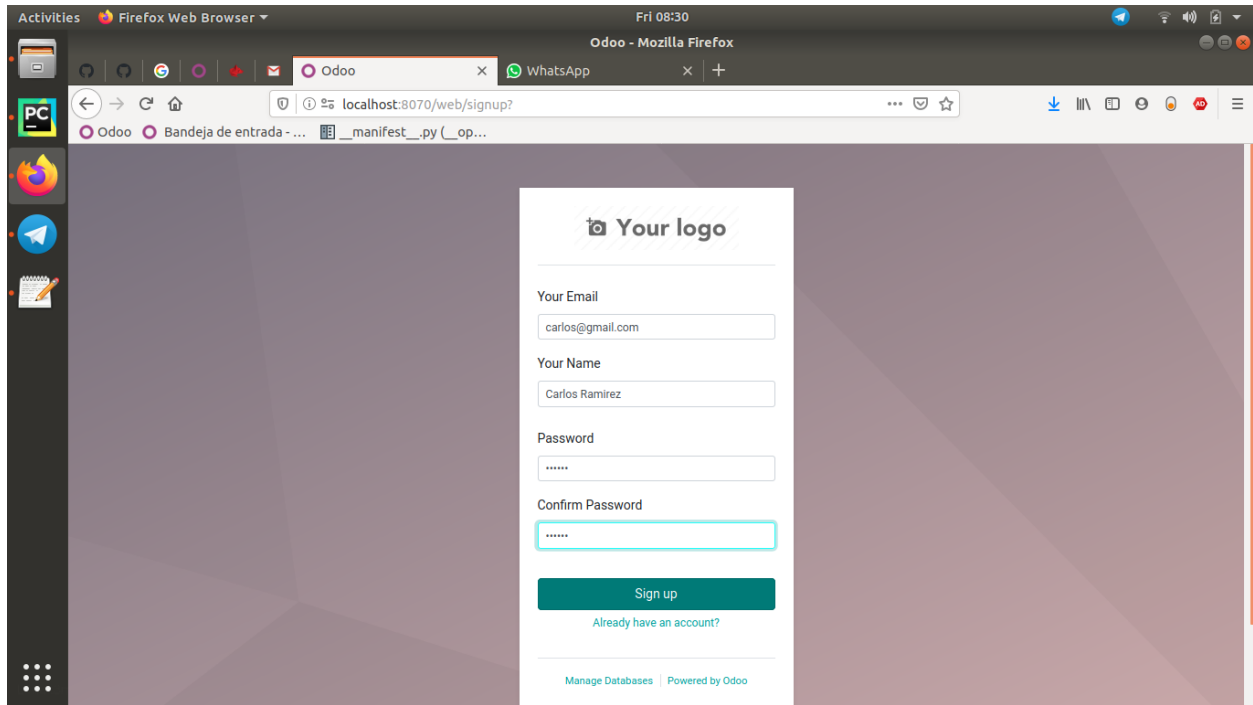 Activities Firefox Web Browser Fri 08:30
Odoo - Mozilla Firefox
Odoo WhatsApp
localhost:8070/web/signup?
Odoo Bandeja de entrada - ... __manifest__.py (__op...
PC
AD
Your logo
Your Email
carlos@gmail.com
Your Name
Carlos Ramirez
Password
••••••
Confirm Password
••••••
Sign up
Already have an account?
Manage Databases Powered by Odoo